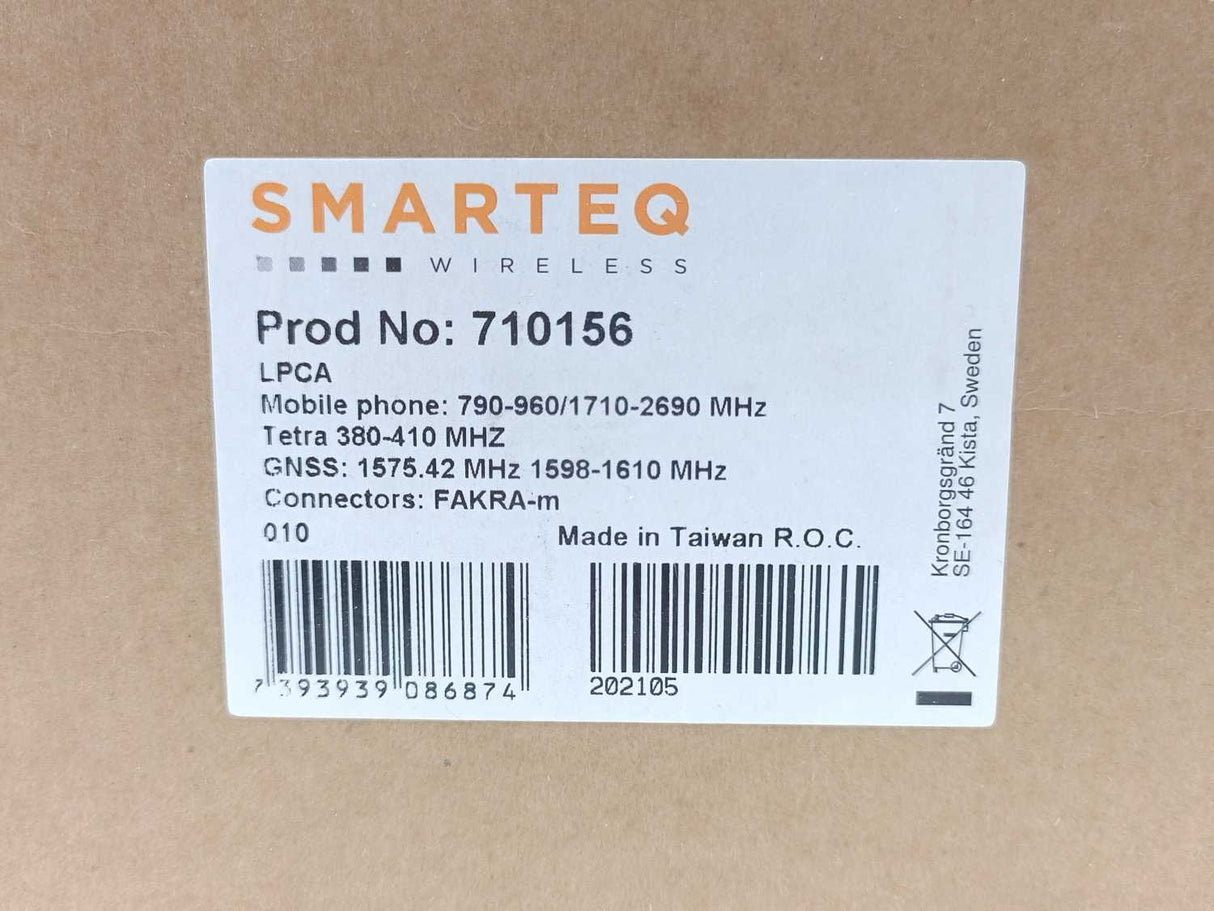 SMARTEQ
WIRELESS
Prod No: 710156
LPCA
Mobile phone: 790-960/1710-2690 MHz
Tetra 380-410 MHZ
GNSS: 1575.42 MHz 1598-1610 MHz
Connectors: FAKRA-m
010
Made in Taiwan R.O.C.
7 393939 086874
202105
Kronborgsgränd 7
SE-164 46 Kista, Sweden